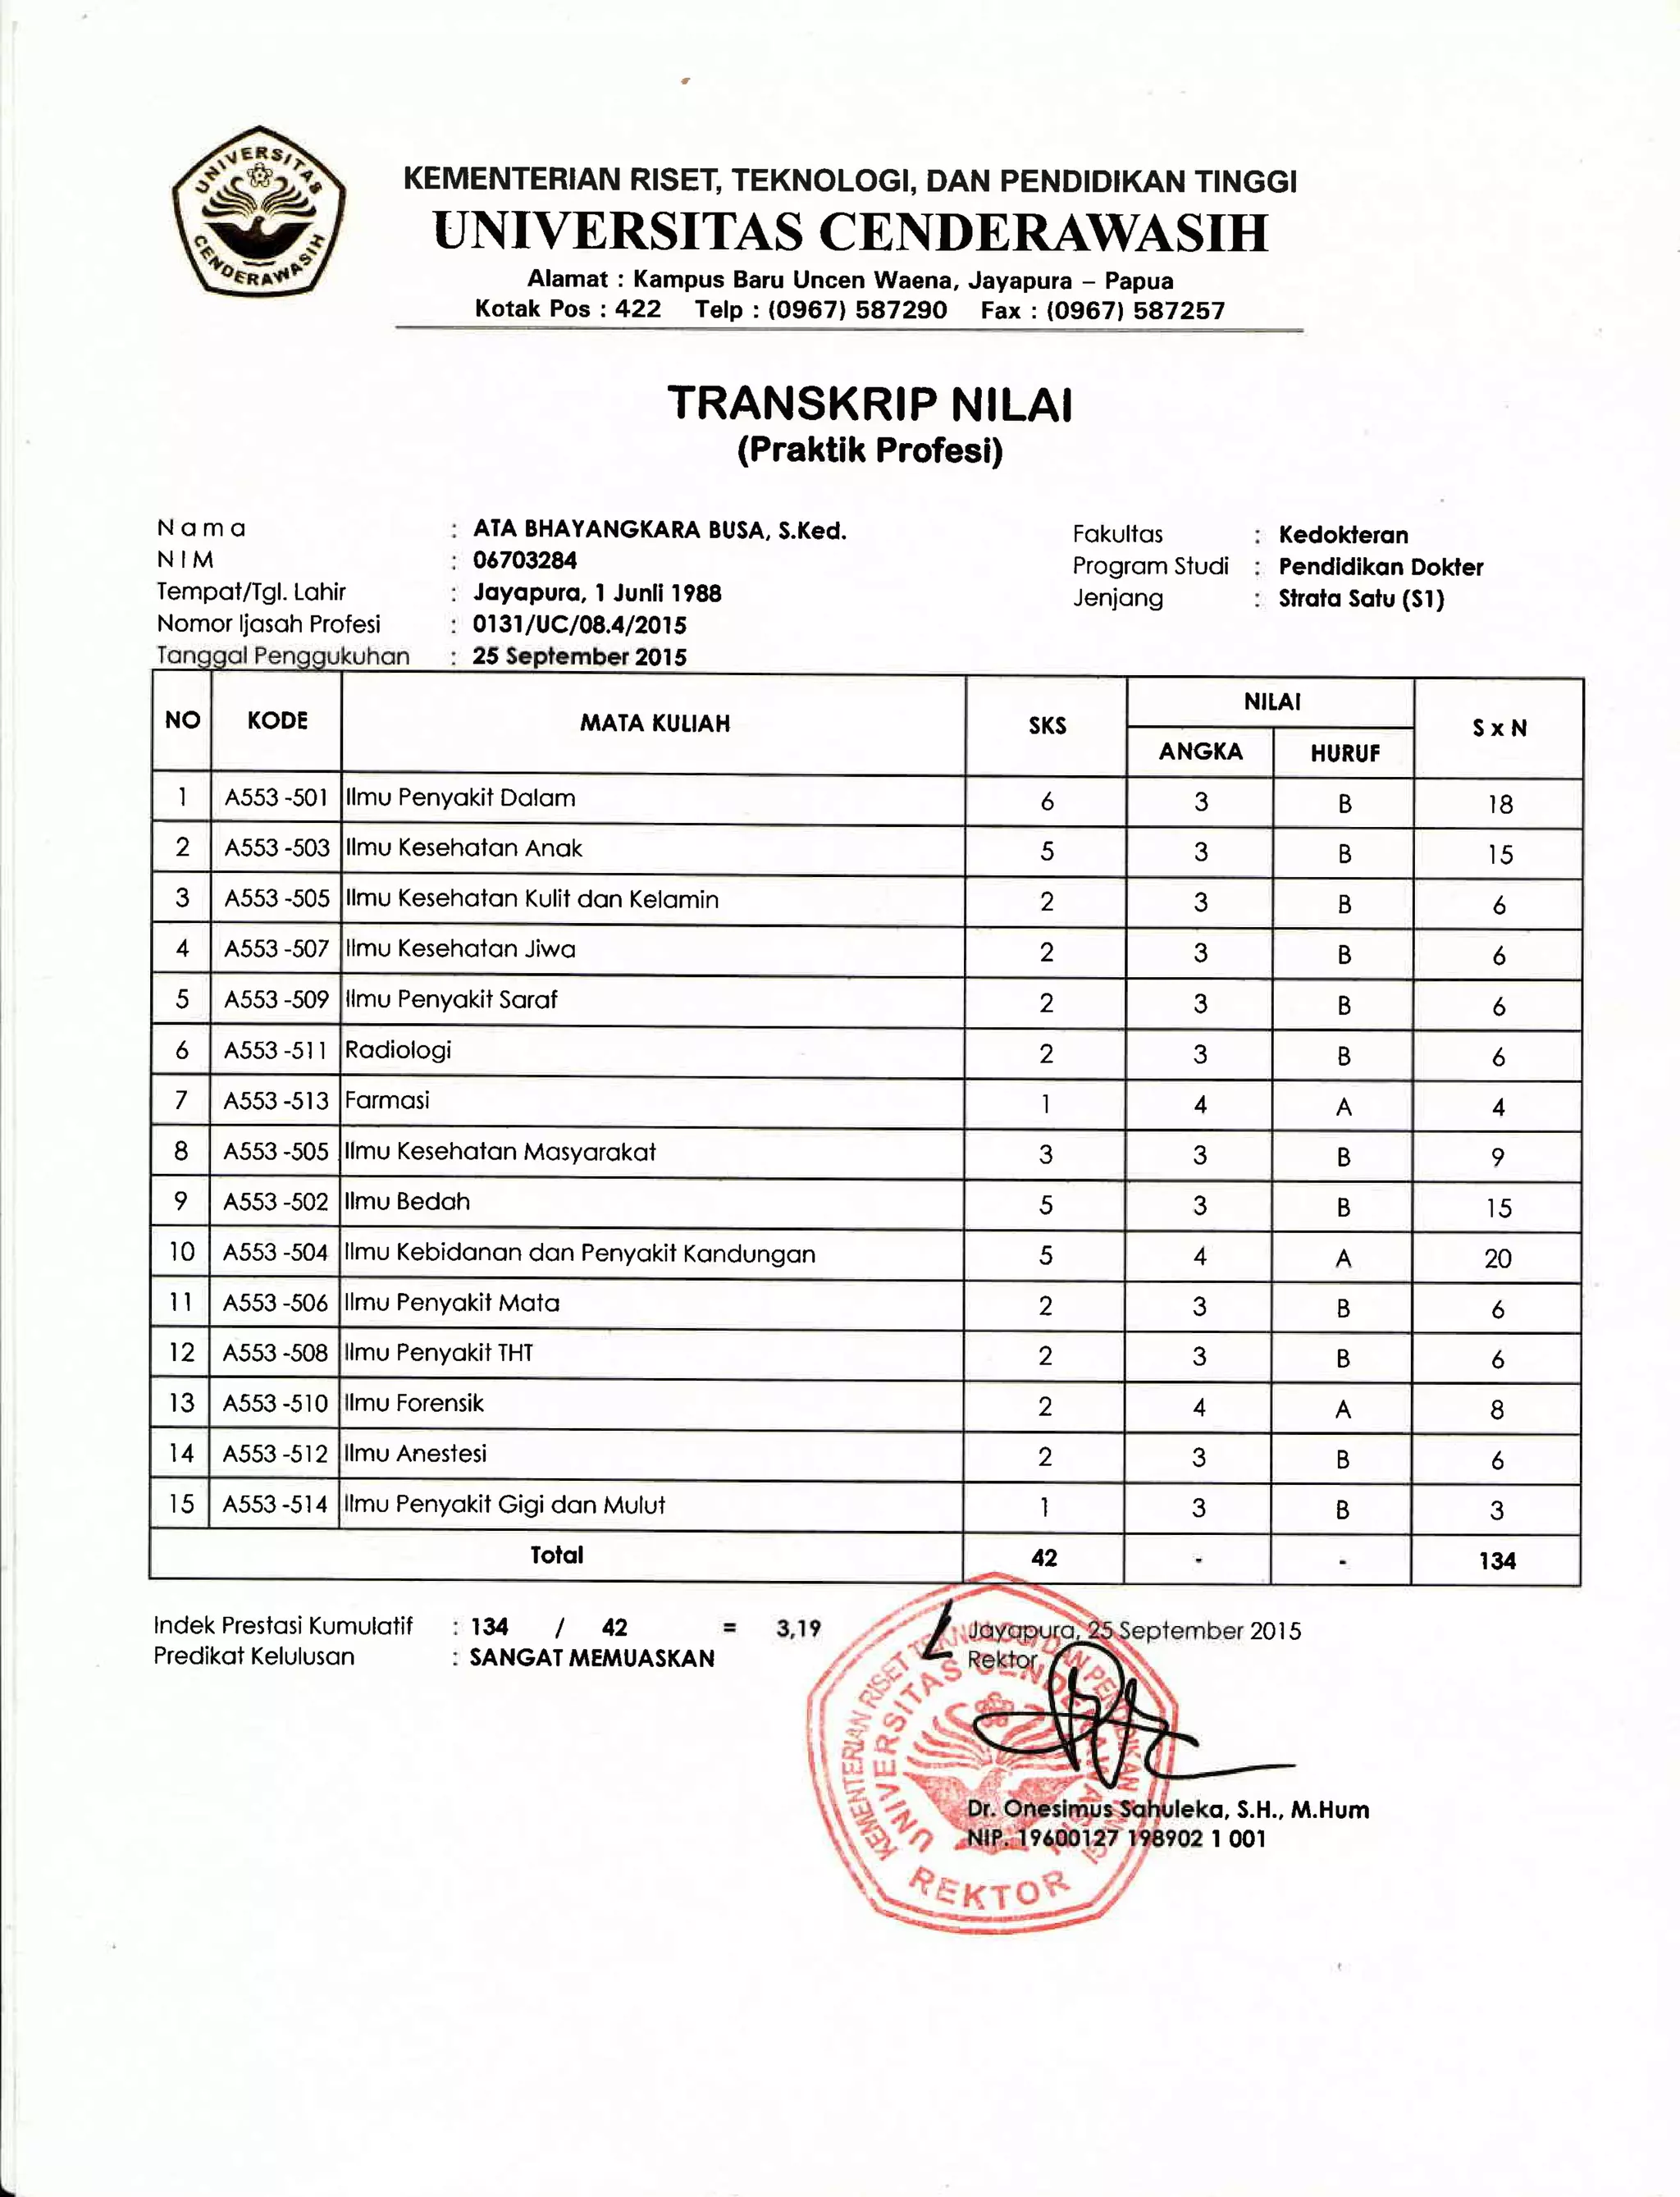 UNIVERSITAS
CENDERAWASIH
KEMENTERIAN RISET, TEKNOLOGI, DAN PENDIDIKAN TINGGI
UNIVERSITAS CENDERAWASIH
Alamat : Kampus Baru Uncen Waena, Jayapura – Papua
Kotak Pos : 422 Telp : (0967) 587290 Fax : (0967) 587257
TRANSKRIP NILAI
(Praktik Profesi)
Nama : ATA BHAYANGKARA BUSA, S.Ked. Fakultas : Kedokteran
NIM : 06703284 Program Studi : Pendidikan Dokter
Tempat/Tgl. Lahir : Jayapura, 1 Junli 1988 Jenjang : Strata Satu (S1)
Nomor Ijasah Profesi : 0131/UC/08.4/2015
Tanggal Penggukuhan : 25 September 2015
NO KODE MATA KULIAH SKS NILAI S x N
ANGKA HURUF
1 A553 -501 Ilmu Penyakit Dalam 6 3 B 18
2 A553 -503 Ilmu Kesehatan Anak 5 3 B 15
3 A553 -505 Ilmu Kesehatan Kulit dan Kelamin 2 3 B 6
4 A553 -507 Ilmu Kesehatan Jiwa 2 3 B 6
5 A553 -509 Ilmu Penyakit Saraf 2 3 B 6
6 A553 -511 Radiologi 2 3 B 6
7 A553 -513 Farmasi 1 4 A 4
8 A553 -505 Ilmu Kesehatan Masyarakat 3 3 B 9
9 A553 -502 Ilmu Bedah 5 3 B 15
10 A553 -504 Ilmu Kebidanan dan Penyakit Kandungan 5 4 A 20
11 A553 -506 Ilmu Penyakit Mata 2 3 B 6
12 A553 -508 Ilmu Penyakit THT 2 3 B 6
13 A553 -510 Ilmu Forensik 2 4 A 8
14 A553 -512 Ilmu Anestesi 2 3 B 6
15 A553 -514 Ilmu Penyakit Gigi dan Mulut 1 3 B 3
Total 42 - - 134
Indek Prestasi Kumulatif : 134 / 42 = 3,19
Predikat Kelulusan : SANGAT MEMUASKAN
Jayapura, 25 September 2015
Rektor
KEMENTERIAN RISET TEKNOLOGI DAN PENDIDIKAN TINGGI
UNIVERSITAS CENDERAWASIH
REKTOR
Dr. Onesimus Sahuleka, S.H., M.Hum
NIP. 19600127 198902 1 001